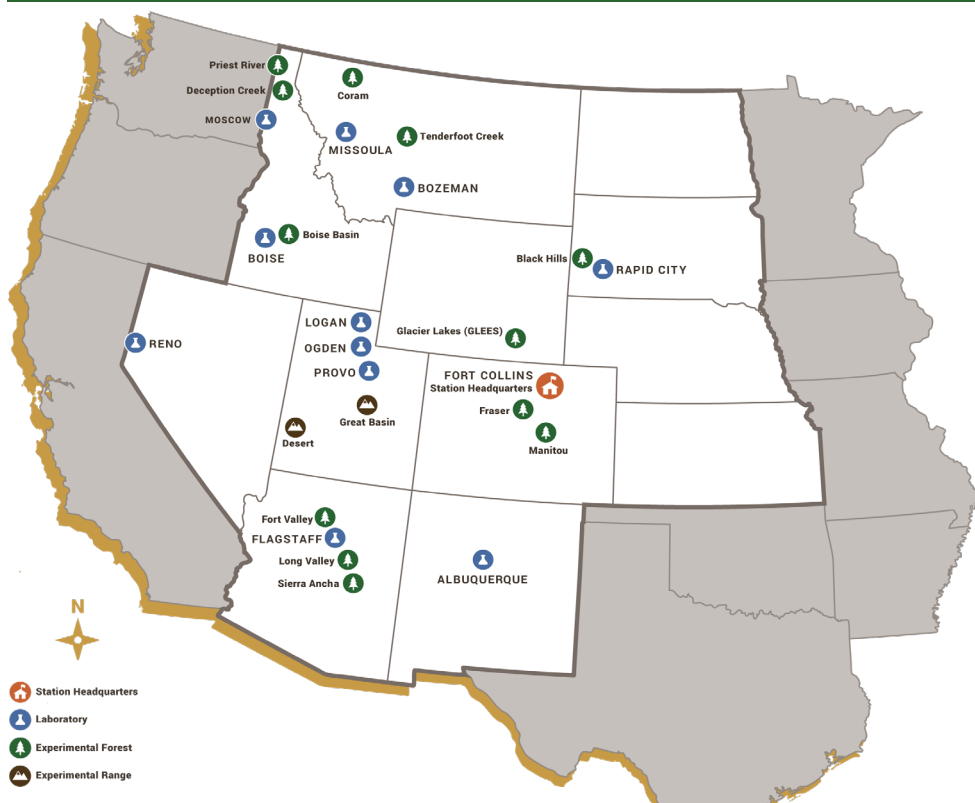 Priest River
Deception Creek
MOSCOW
Coram
MISSOULA
Tenderfoot Creek
BOZEMAN
Boise Basin
BOISE
Black Hills
RAPID CITY
RENO
LOGAN
OGDEN
PROVO
Glacier Lakes (GLEES)
FORT COLLINS
Station Headquarters
Fraser
Manitou
Great Basin
Desert
Fort Valley
FLAGSTAFF
Long Valley
Sierra Ancha
ALBUQUERQUE
N
Station Headquarters
Laboratory
Experimental Forest
Experimental Range